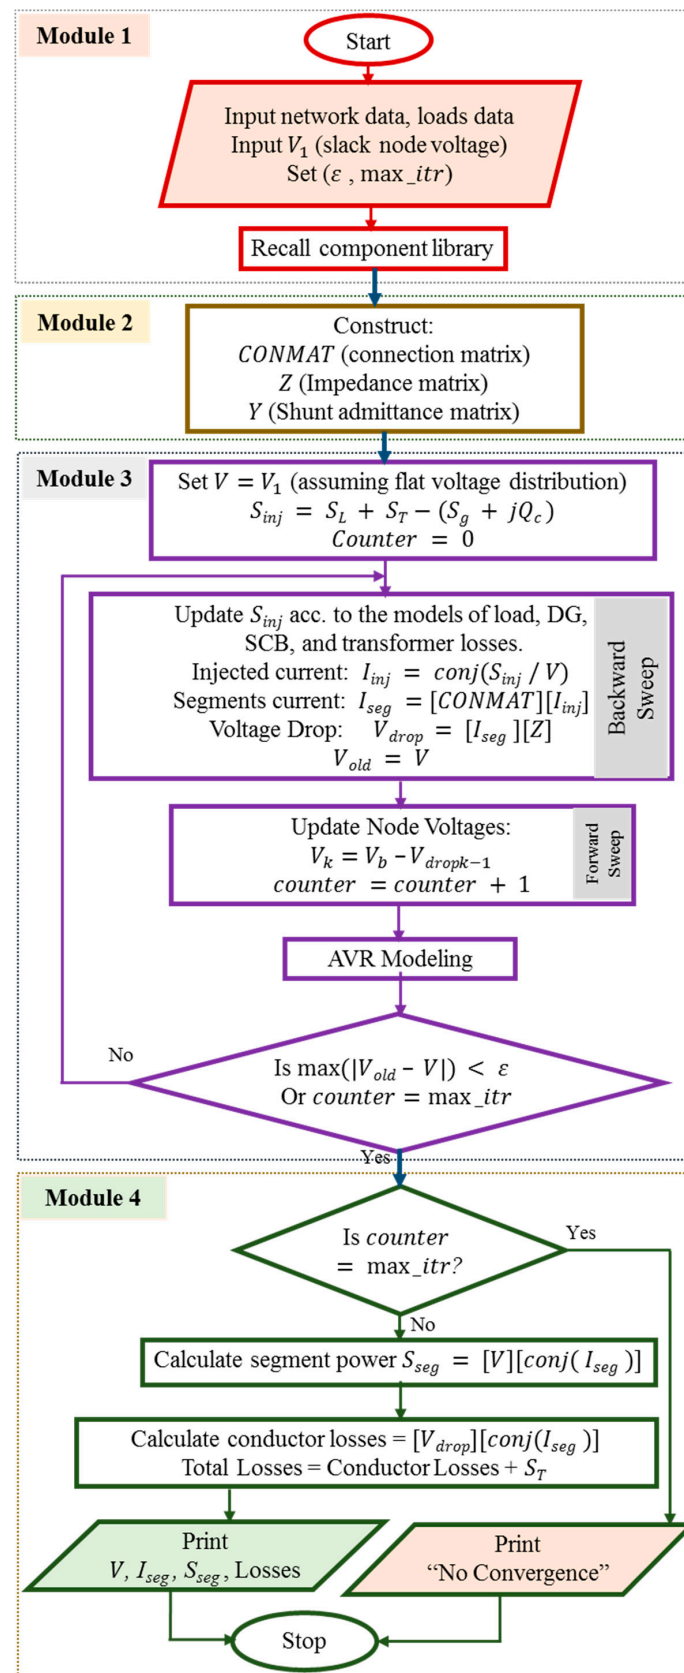 Module 1
Start
Input network data, loads data
Input V₁ (slack node voltage)
Set (ε , max_itr)
Recall component library
Module 2
Construct:
CONMAT (connection matrix)
Z (Impedance matrix)
Y (Shunt admittance matrix)
Module 3
Set V = V₁ (assuming flat voltage distribution)
S_inj = S_L + S_T − (S_g + jQ_c)
Counter = 0
Update S_inj acc. to the models of load, DG,
SCB, and transformer losses.
Injected current: I_inj = conj(S_inj / V)
Segments current: I_seg = [CONMAT][I_inj]
Voltage Drop: V_drop = [I_seg ][Z]
V_old = V
Backward
Sweep
Update Node Voltages:
V_k = V_b − V_dropk−1
counter = counter + 1
Forward
Sweep
AVR Modeling
No
Is max(|V_old − V|) < ε
Or counter = max_itr
Yes
Module 4
Is counter
= max_itr?
Yes
No
Calculate segment power S_seg = [V][conj( I_seg )]
Calculate conductor losses = [V_drop][conj(I_seg )]
Total Losses = Conductor Losses + S_T
Print
V, I_seg, S_seg, Losses
Print
“No Convergence”
Stop